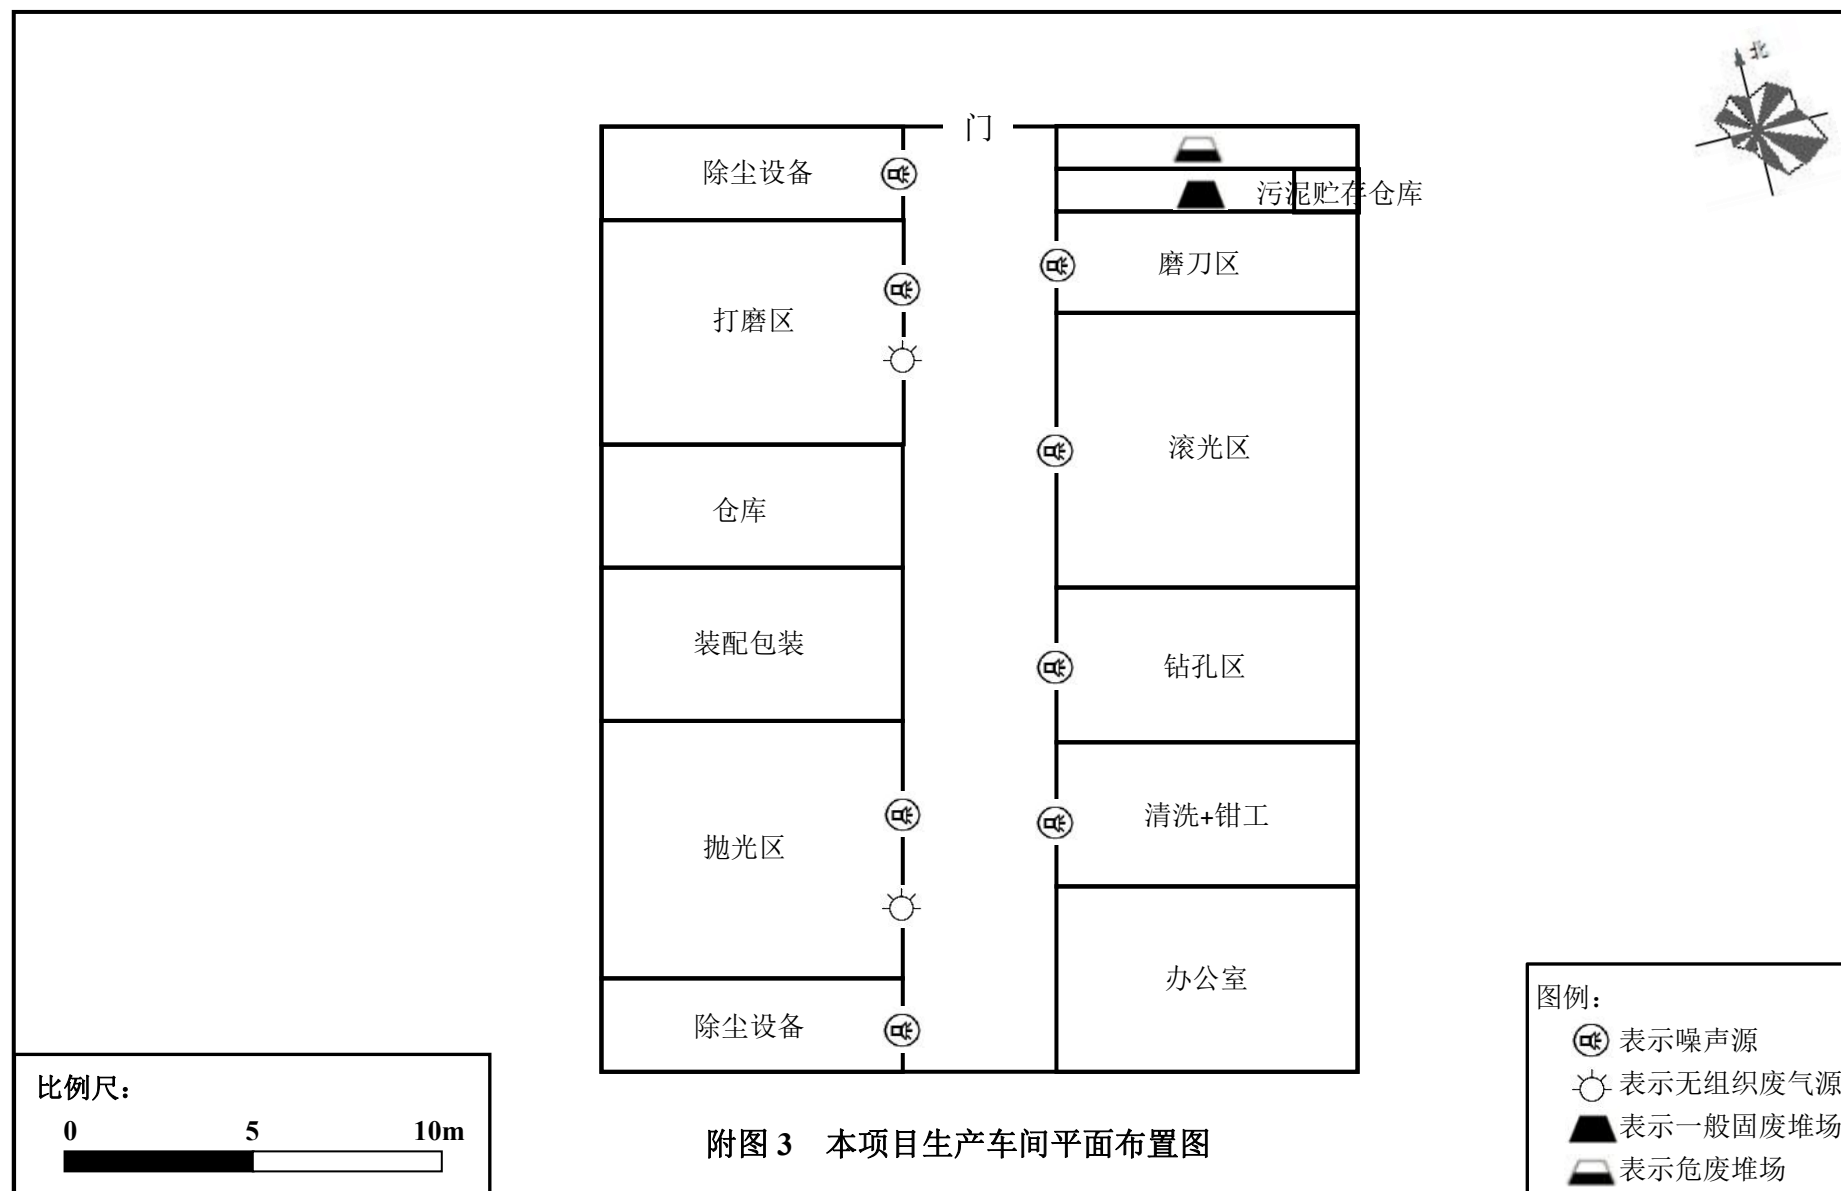 北
门
除尘设备
污泥贮存仓库
磨刀区
打磨区
滚光区
仓库
装配包装
钻孔区
清洗+钳工
抛光区
办公室
除尘设备
图例：
表示噪声源
表示无组织废气源
表示一般固废堆场
表示危废堆场
比例尺：
0 5 10m
附图 3 本项目生产车间平面布置图